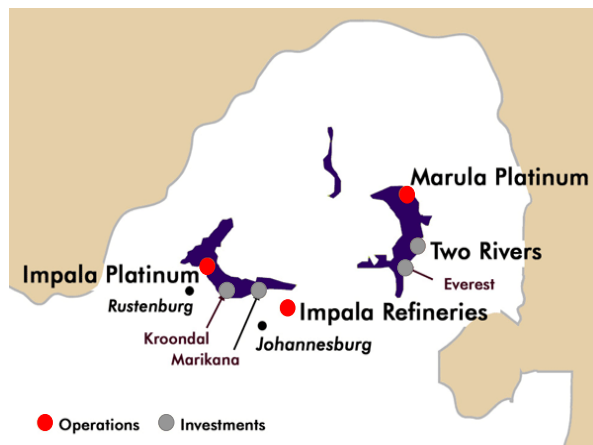 Marula Platinum
Two Rivers
Everest
Impala Platinum
Rustenburg
Impala Refineries
Kroondal
Marikana
Johannesburg
Operations
Investments